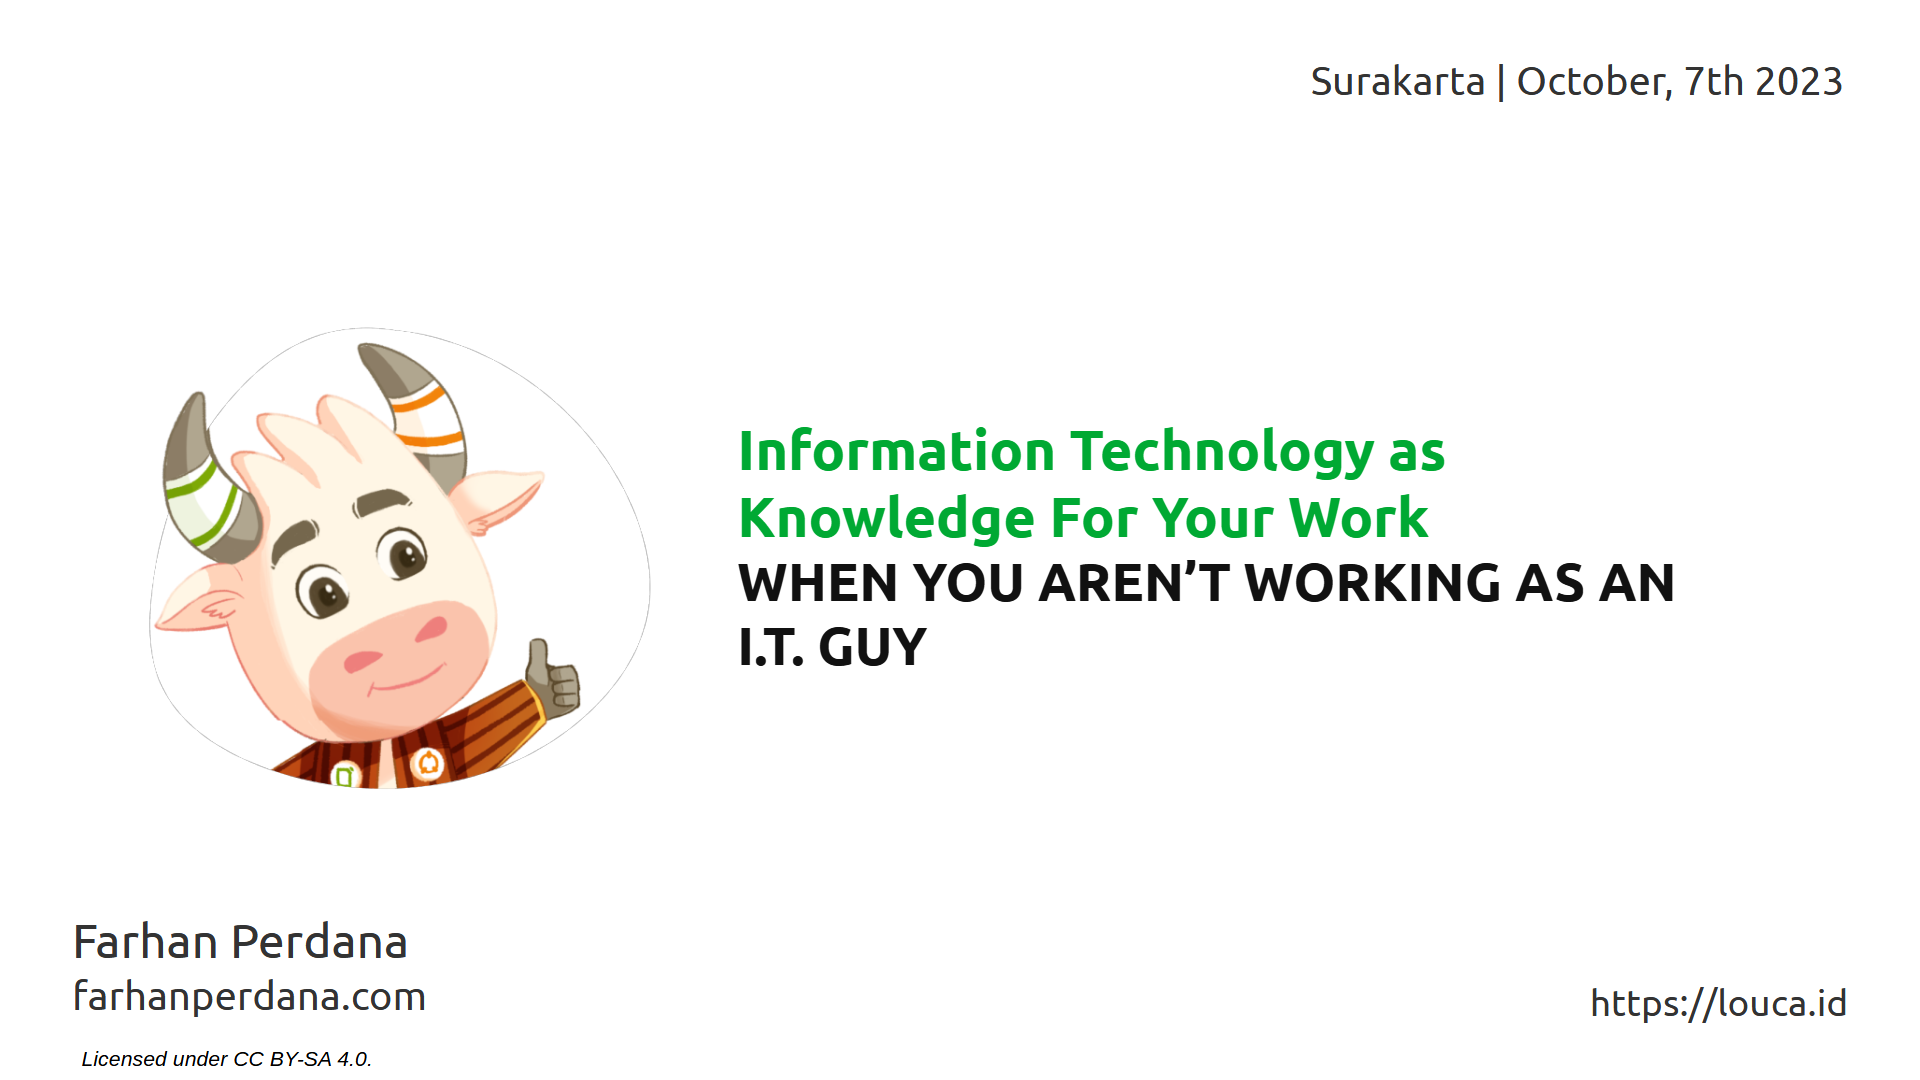 Surakarta | October, 7th 2023
Information Technology as
Knowledge For Your Work
WHEN YOU AREN’T WORKING AS AN
I.T. GUY
Farhan Perdana
farhanperdana.com
https://louca.id
Licensed under CC BY-SA 4.0.